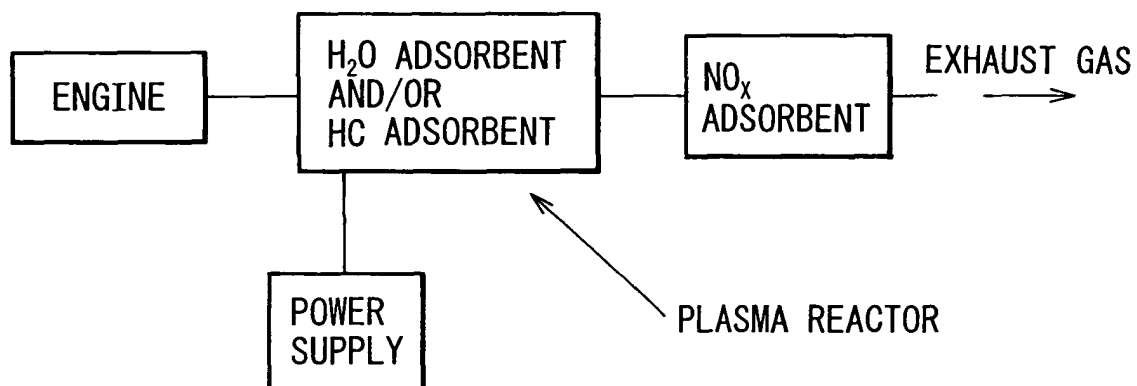 ENGINE
H₂O ADSORBENT
AND/OR
HC ADSORBENT
NOₓ
ADSORBENT
EXHAUST GAS
POWER
SUPPLY
PLASMA REACTOR